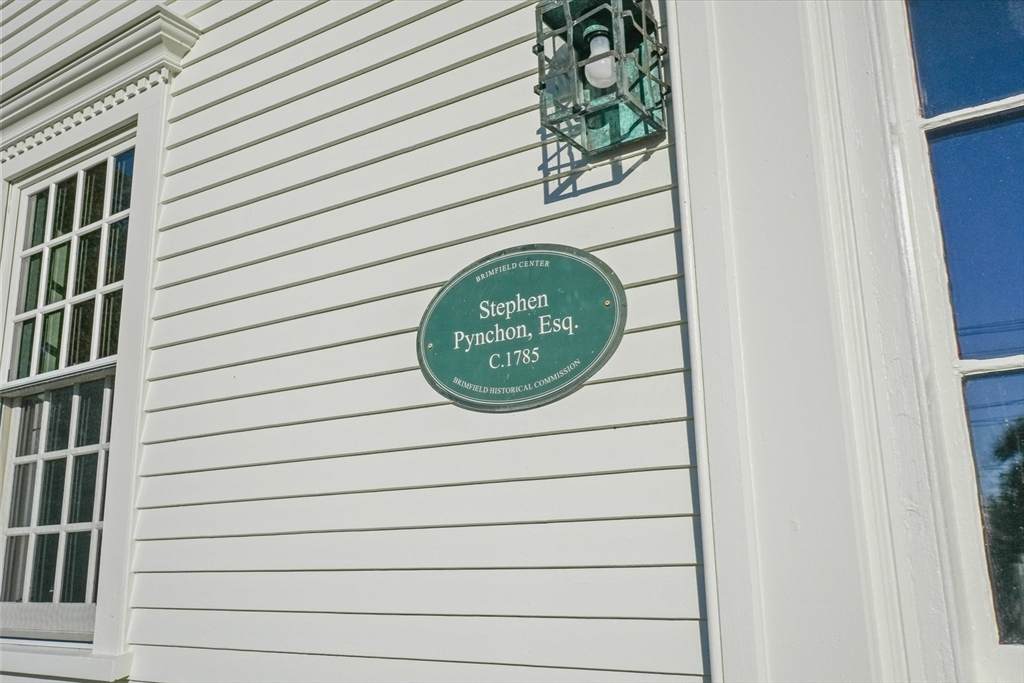 BRIMFIELD CENTER
Stephen
Pynchon, Esq.
C.1785
BRIMFIELD HISTORICAL COMMISSION